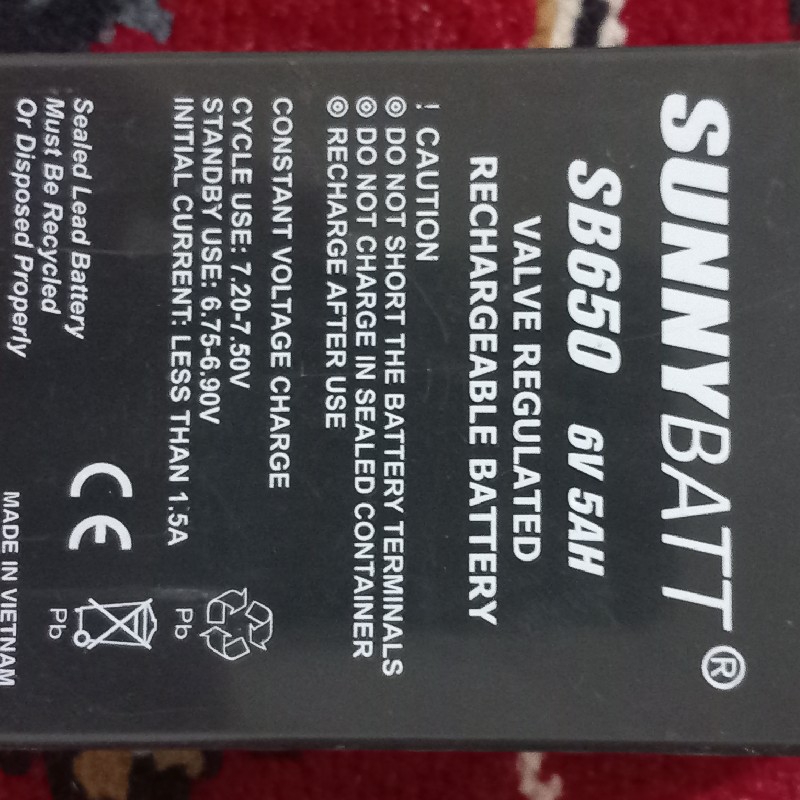 SUNNYBATT®
SB650 6V 5AH
VALVE REGULATED
RECHARGEABLE BATTERY
! CAUTION
◎ DO NOT SHORT THE BATTERY TERMINALS
◎ DO NOT CHARGE IN SEALED CONTAINER
◎ RECHARGE AFTER USE
CONSTANT VOLTAGE CHARGE
CYCLE USE: 7.20-7.50V
STANDBY USE: 6.75-6.90V
INITIAL CURRENT: LESS THAN 1.5A
Sealed Lead Battery
Must Be Recycled
Or Disposed Properly
CE
Pb
Pb
MADE IN VIETNAM